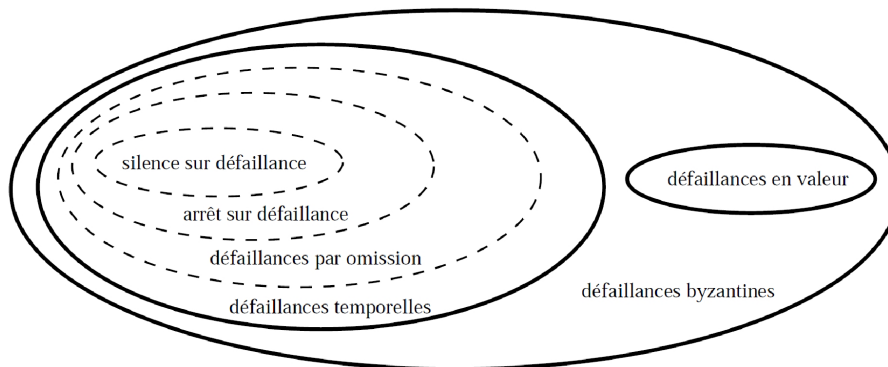 silence sur défaillance
défaillances en valeur
arrêt sur défaillance
défaillances par omission
défaillances byzantines
défaillances temporelles